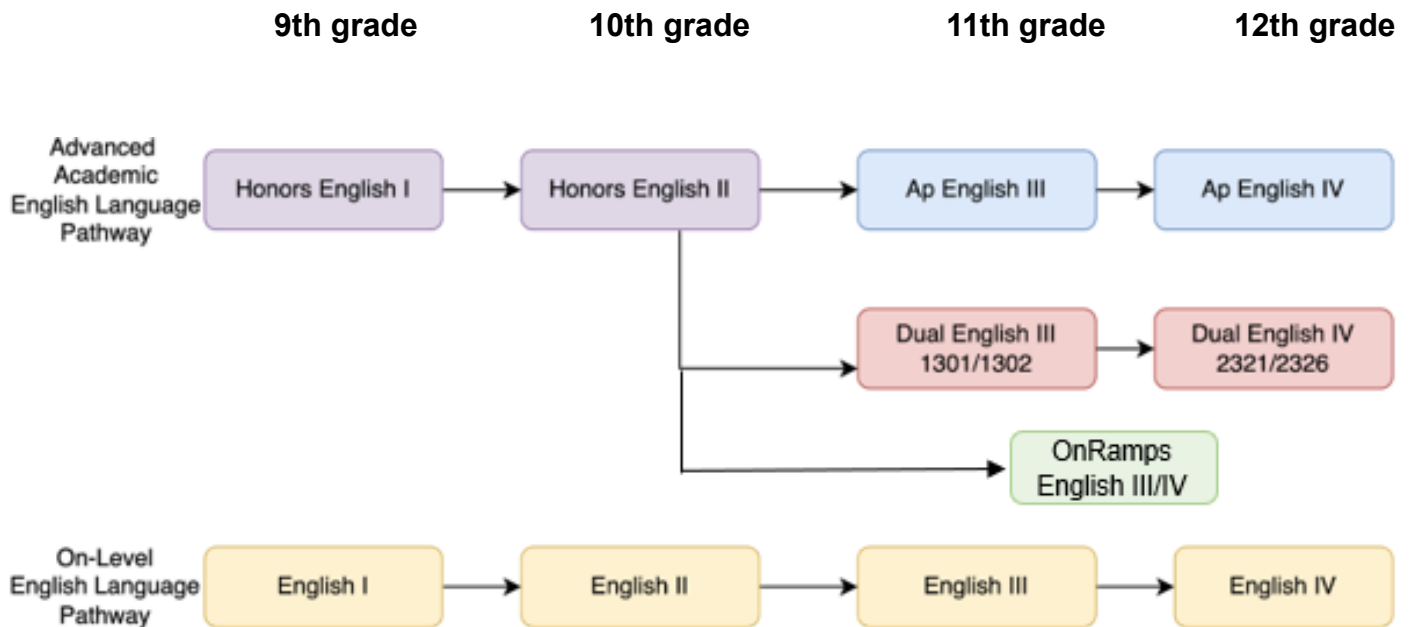 9th grade
10th grade
11th grade
12th grade
Advanced
Academic
English Language
Pathway
Honors English I
Honors English II
Ap English III
Ap English IV
Dual English III
1301/1302
Dual English IV
2321/2326
OnRamps
English III/IV
On-Level
English Language
Pathway
English I
English II
English III
English IV